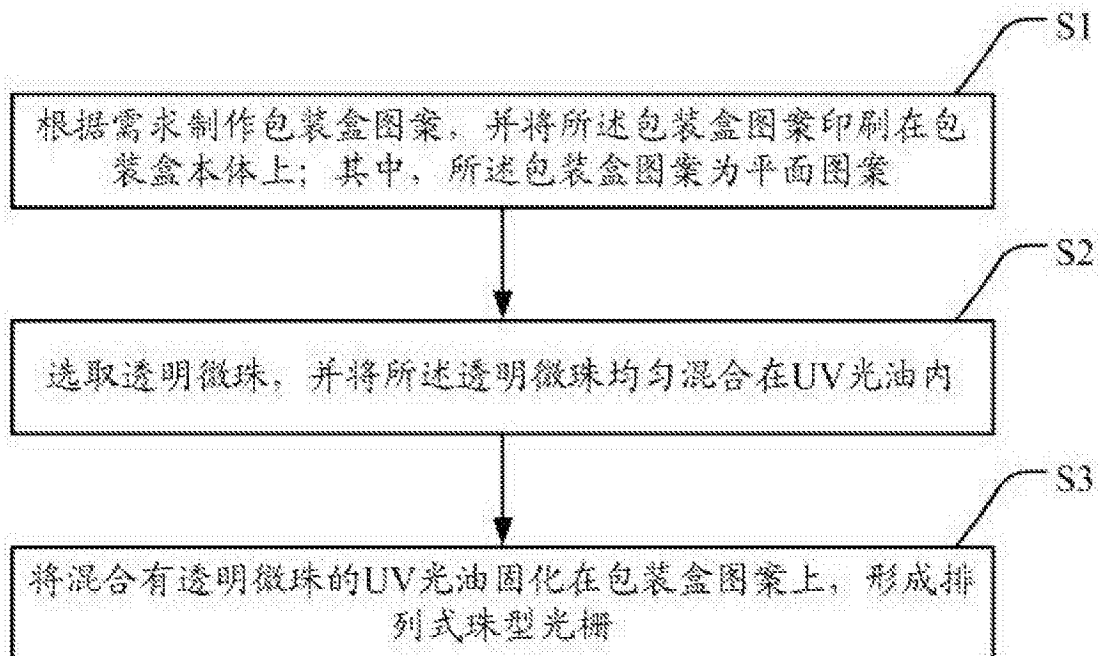 S1
根据需求制作包装盒图案，并将所述包装盒图案印刷在包
装盒本体上；其中，所述包装盒图案为平面图案
S2
选取透明微珠，并将所述透明微珠均匀混合在UV光油内
S3
将混合有透明微珠的UV光油固化在包装盒图案上，形成排
列式珠型光栅